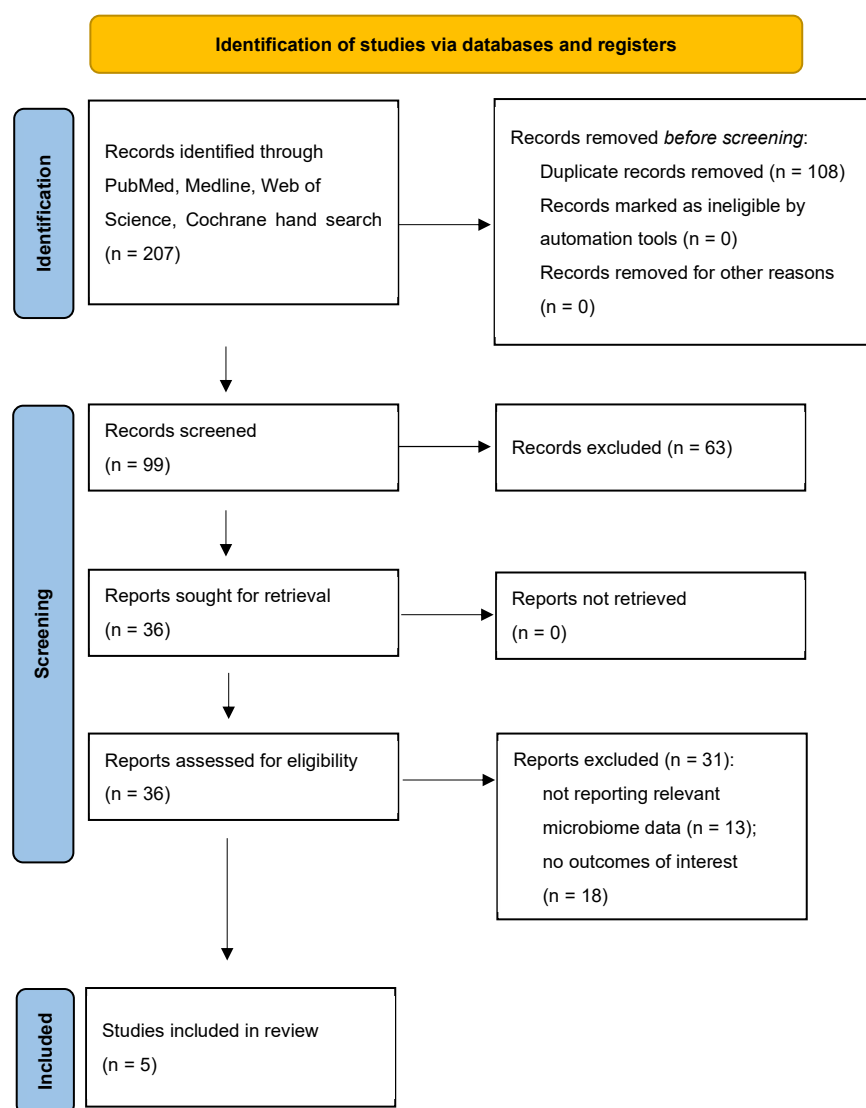 Identification of studies via databases and registers
Identification
Records identified through
PubMed, Medline, Web of
Science, Cochrane hand search
(n = 207)
Records removed before screening:
Duplicate records removed (n = 108)
Records marked as ineligible by
automation tools (n = 0)
Records removed for other reasons
(n = 0)
Screening
Records screened
(n = 99)
Records excluded (n = 63)
Reports sought for retrieval
(n = 36)
Reports not retrieved
(n = 0)
Reports assessed for eligibility
(n = 36)
Reports excluded (n = 31):
not reporting relevant
microbiome data (n = 13);
no outcomes of interest
(n = 18)
Included
Studies included in review
(n = 5)